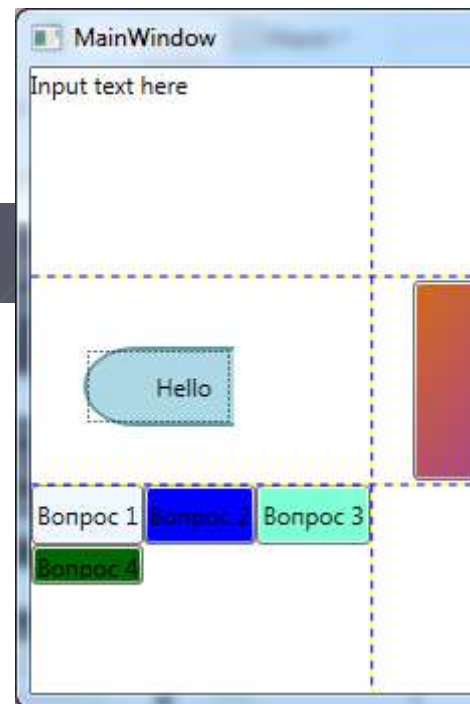 MainWindow
Input text here
Hello
Вопрос 1 Вопрос 2 Вопрос 3
Вопрос 4